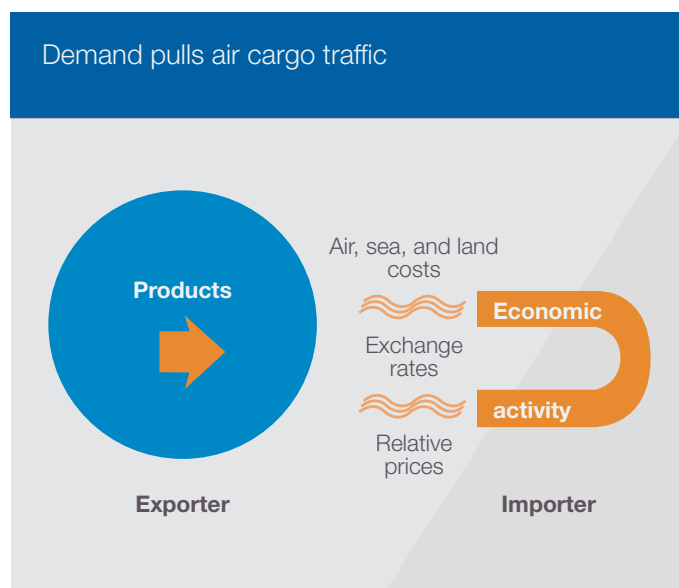 Demand pulls air cargo traffic
Products
Air, sea, and land
costs
Economic
Exchange
rates
activity
Relative
prices
Exporter
Importer